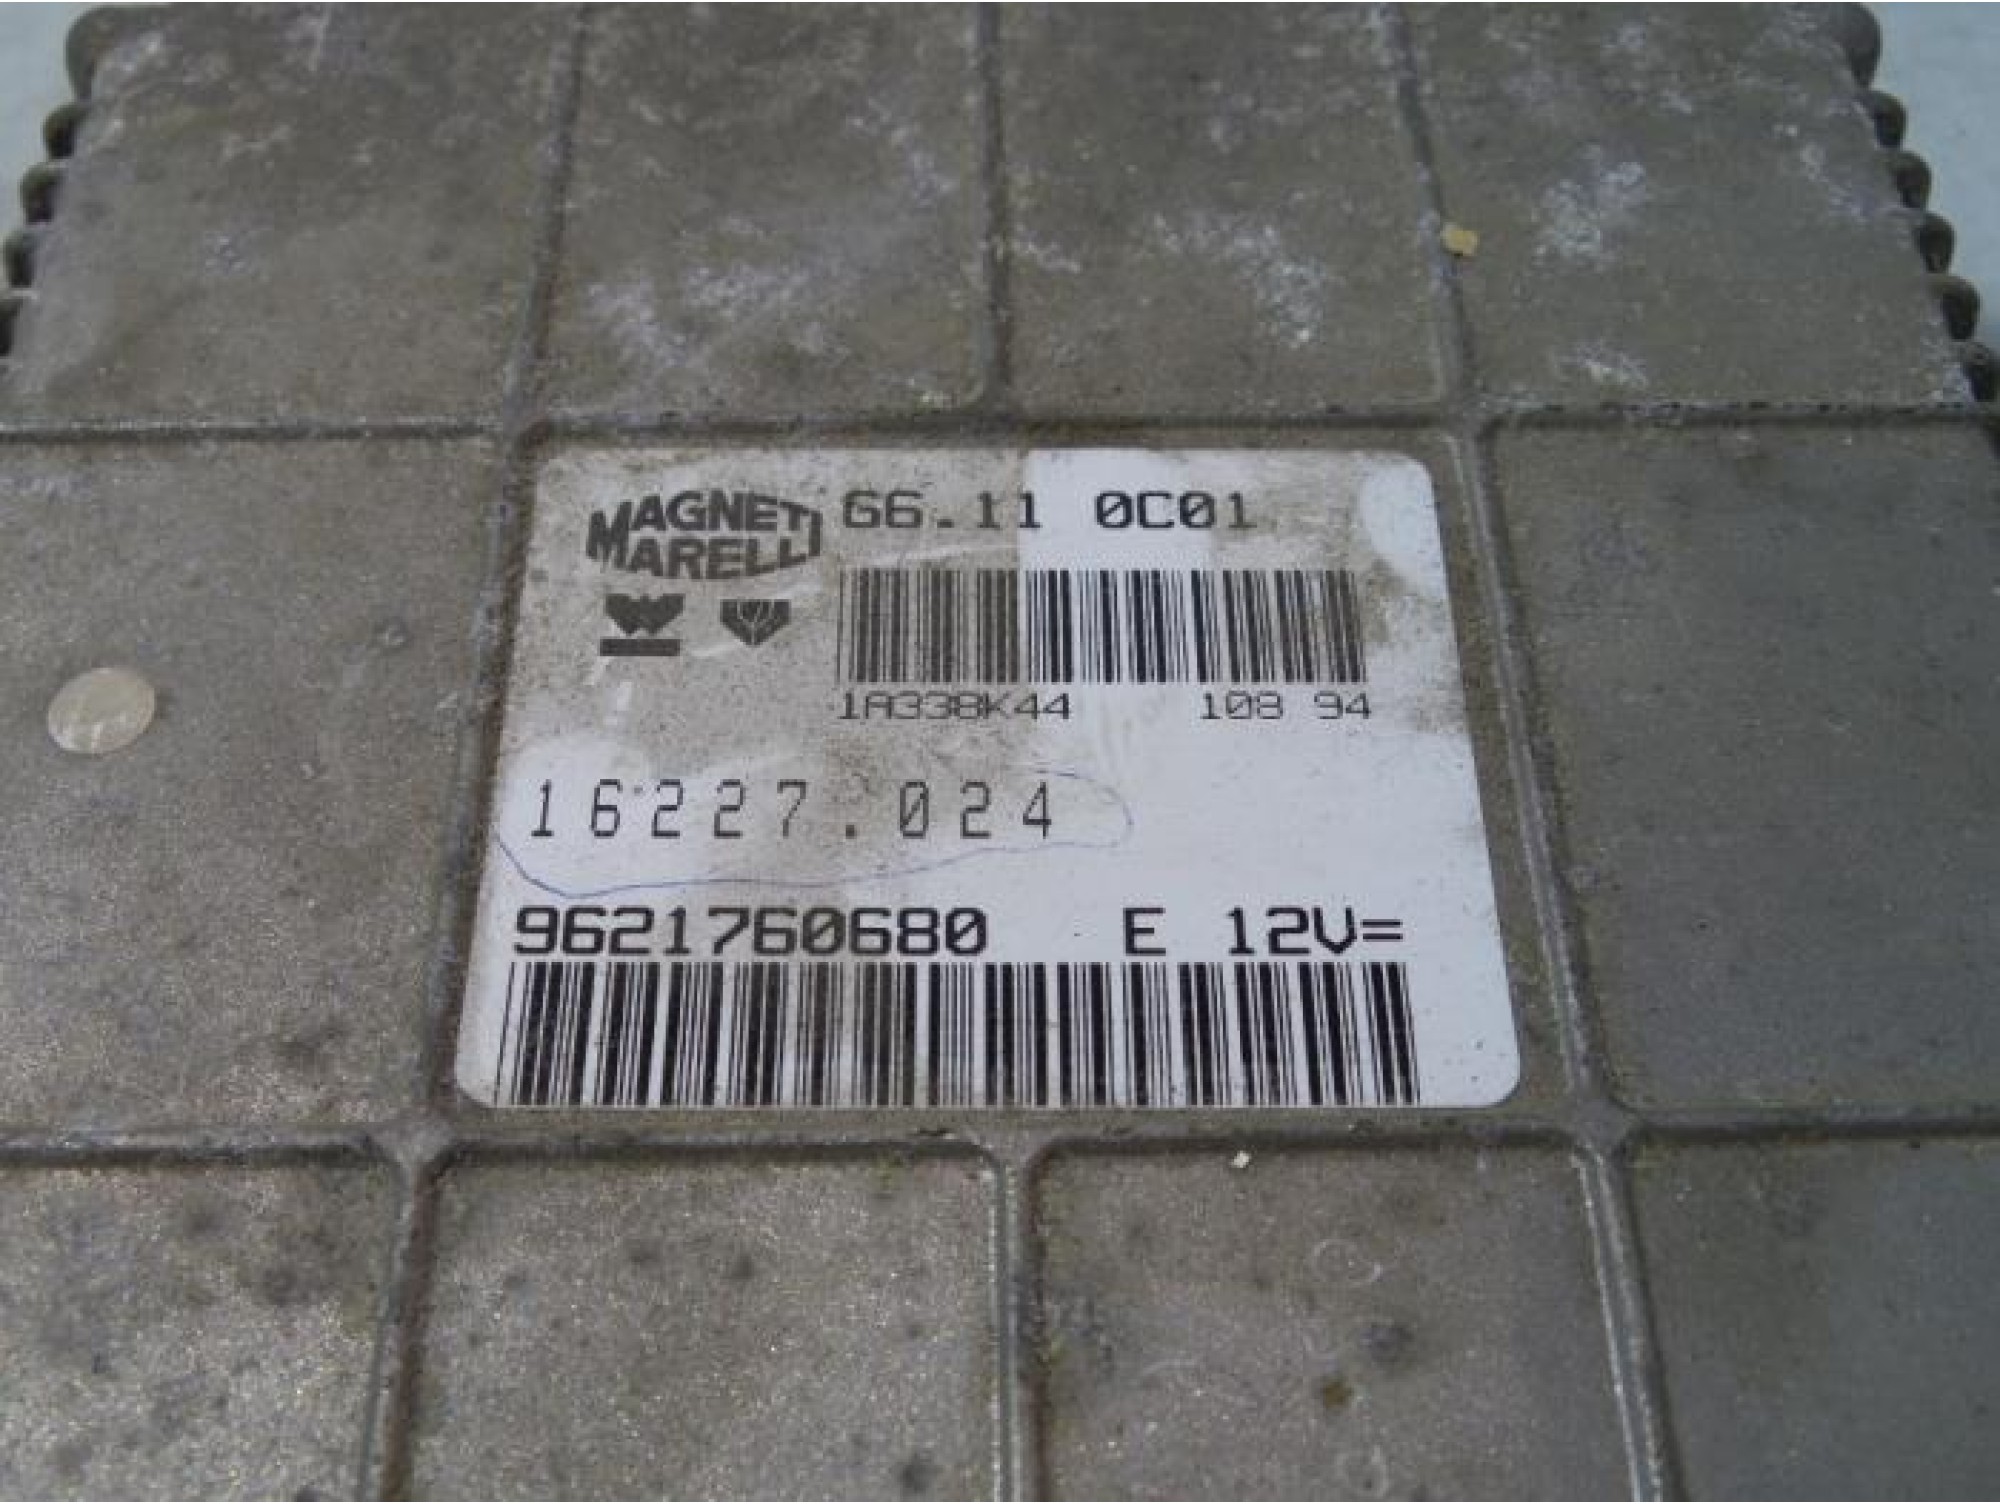 MAGNETI MARELLI
G6.11 0C01
1A338K44 108 94
16227.024
9621760680 E 12V=